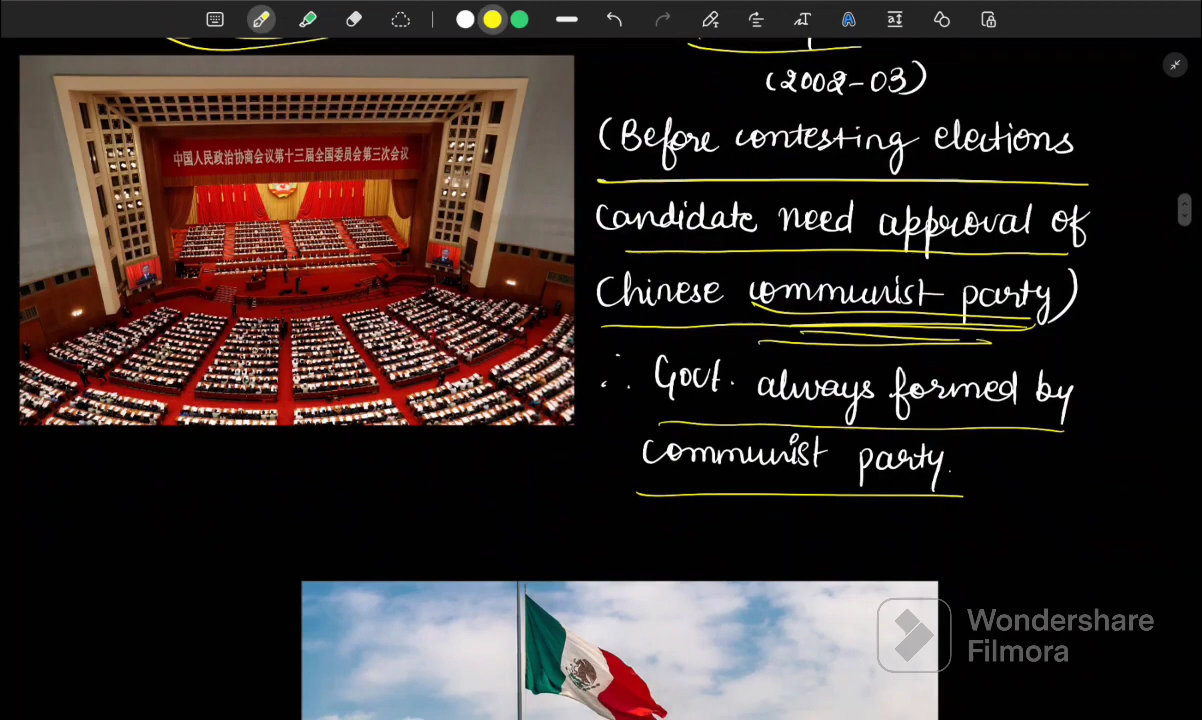 (2002-03)
中国人民政治协商会议第十三届全国委员会第三次会议
(Before contesting elections
candidate need approval of
Chinese communist party)
∴ Govt. always formed by
communist party.
Wondershare
Filmora